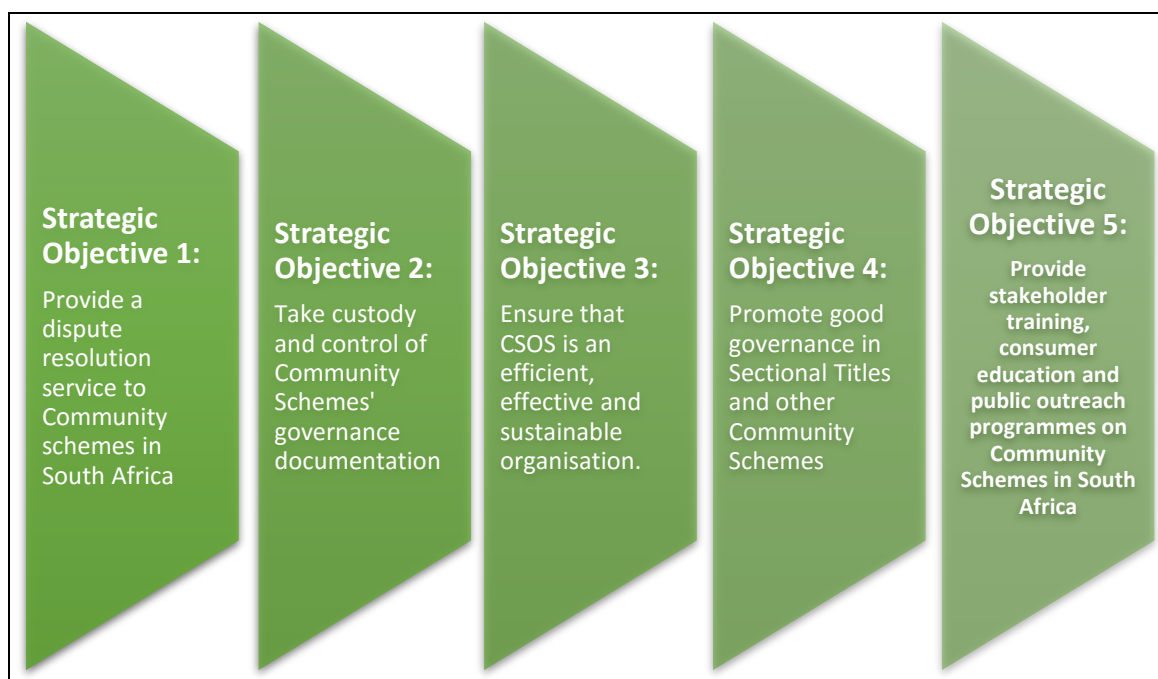 Strategic
Objective 1:
Provide a
dispute
resolution
service to
Community
schemes in
South Africa
Strategic
Objective 2:
Take custody
and control of
Community
Schemes'
governance
documentation
Strategic
Objective 3:
Ensure that
CSOS is an
efficient,
effective and
sustainable
organisation.
Strategic
Objective 4:
Promote good
governance in
Sectional Titles
and other
Community
Schemes
Strategic
Objective 5:
Provide
stakeholder
training,
consumer
education and
public outreach
programmes on
Community
Schemes in South
Africa